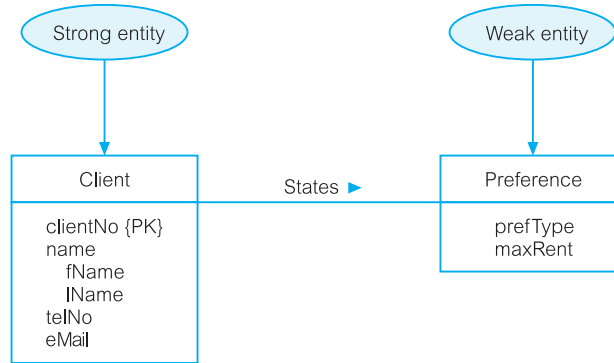 Strong entity
Weak entity
Client
States ►
Preference
clientNo {PK}
name
fName
lName
telNo
eMail
prefType
maxRent